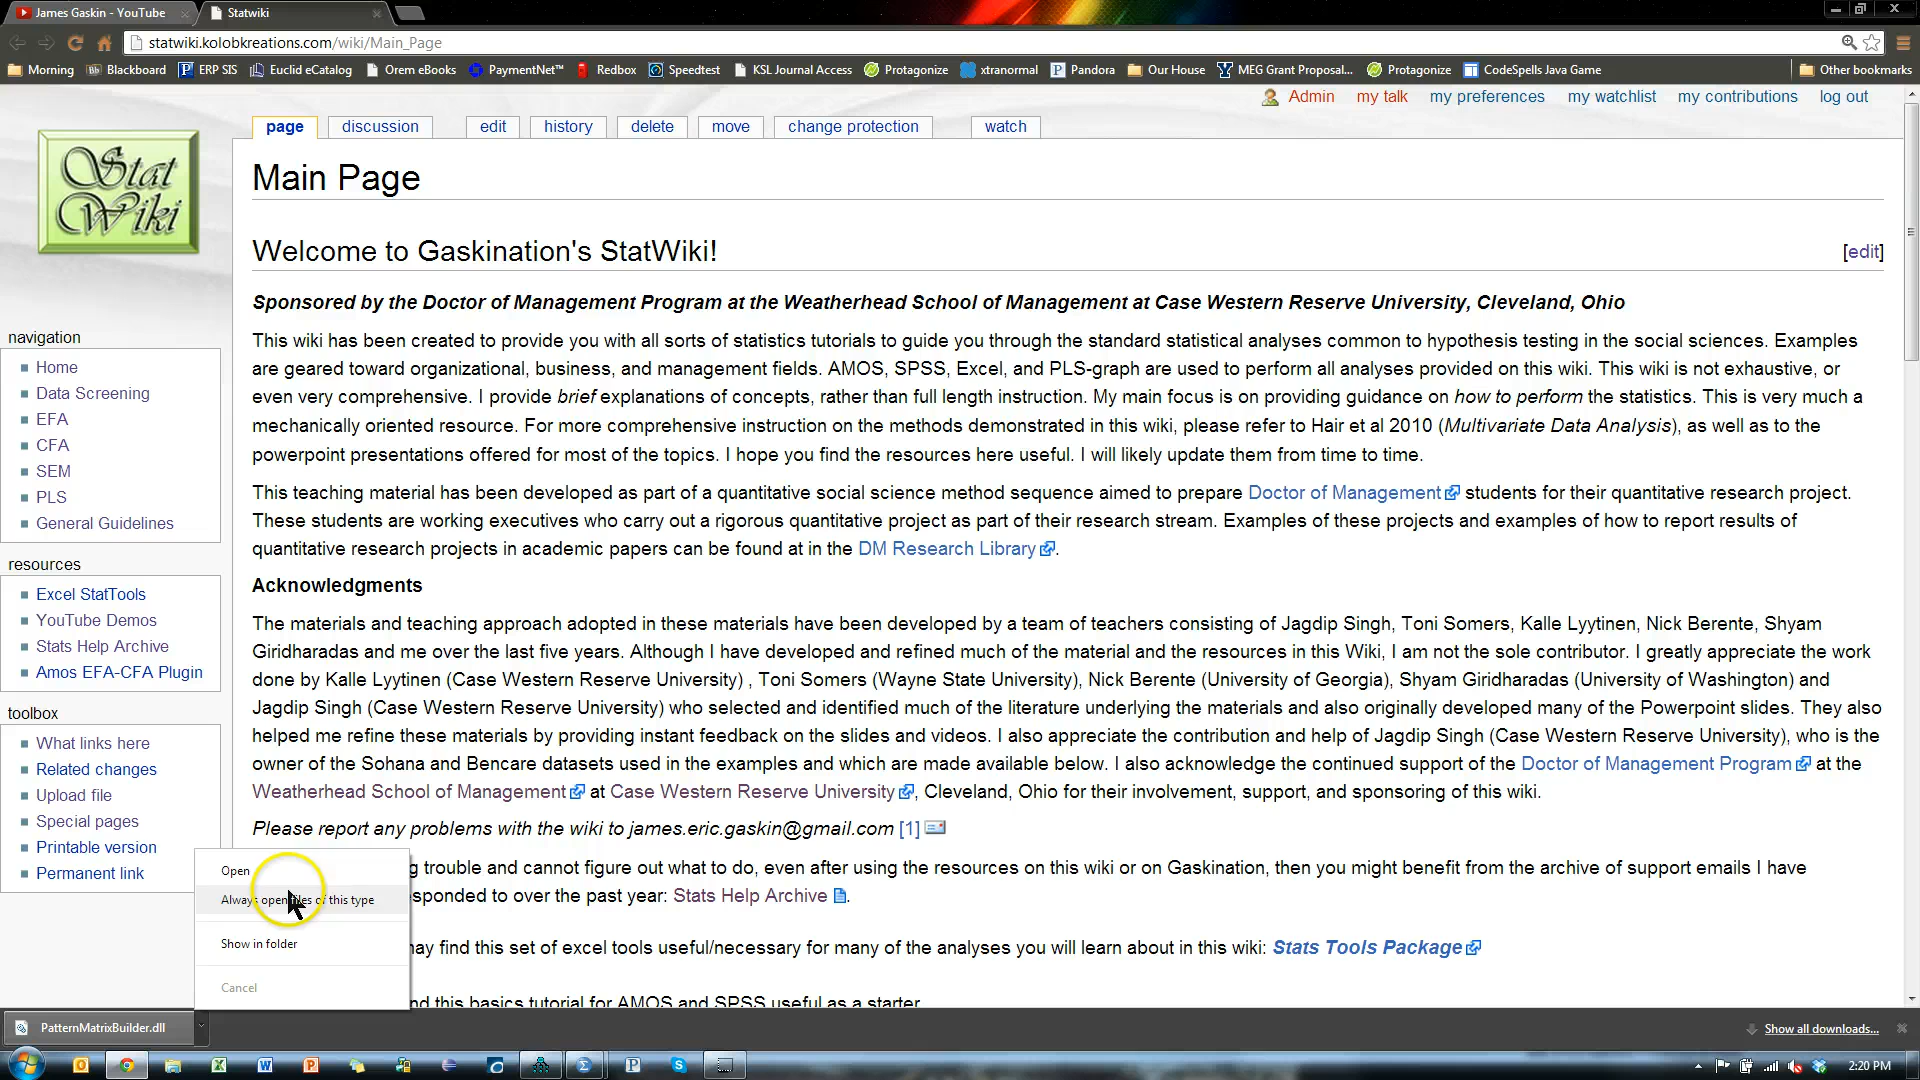 James Gaskin - YouTube
Statwiki
statwiki.kolobkreations.com/wiki/Main_Page
Morning
Bb Blackboard
ERP SIS
Euclid eCatalog
Orem eBooks
PaymentNet™
Redbox
Speedtest
KSL Journal Access
Protagonize
xtranormal
Pandora
Our House
MEG Grant Proposal...
Protagonize
CodeSpells Java Game
Other bookmarks
Admin my talk my preferences my watchlist my contributions log out
page discussion edit history delete move change protection watch
Stat
Wiki
Main Page
Welcome to Gaskination's StatWiki!
[edit]
Sponsored by the Doctor of Management Program at the Weatherhead School of Management at Case Western Reserve University, Cleveland, Ohio
This wiki has been created to provide you with all sorts of statistics tutorials to guide you through the standard statistical analyses common to hypothesis testing in the social sciences. Examples
are geared toward organizational, business, and management fields. AMOS, SPSS, Excel, and PLS-graph are used to perform all analyses provided on this wiki. This wiki is not exhaustive, or
even very comprehensive. I provide brief explanations of concepts, rather than full length instruction. My main focus is on providing guidance on how to perform the statistics. This is very much a
mechanically oriented resource. For more comprehensive instruction on the methods demonstrated in this wiki, please refer to Hair et al 2010 (Multivariate Data Analysis), as well as to the
powerpoint presentations offered for most of the topics. I hope you find the resources here useful. I will likely update them from time to time.
This teaching material has been developed as part of a quantitative social science method sequence aimed to prepare Doctor of Management students for their quantitative research project.
These students are working executives who carry out a rigorous quantitative project as part of their research stream. Examples of these projects and examples of how to report results of
quantitative research projects in academic papers can be found at in the DM Research Library.
Acknowledgments
The materials and teaching approach adopted in these materials have been developed by a team of teachers consisting of Jagdip Singh, Toni Somers, Kalle Lyytinen, Nick Berente, Shyam
Giridharadas and me over the last five years. Although I have developed and refined much of the material and the resources in this Wiki, I am not the sole contributor. I greatly appreciate the work
done by Kalle Lyytinen (Case Western Reserve University) , Toni Somers (Wayne State University), Nick Berente (University of Georgia), Shyam Giridharadas (University of Washington) and
Jagdip Singh (Case Western Reserve University) who selected and identified much of the literature underlying the materials and also originally developed many of the Powerpoint slides. They also
helped me refine these materials by providing instant feedback on the slides and videos. I also appreciate the contribution and help of Jagdip Singh (Case Western Reserve University), who is the
owner of the Sohana and Bencare datasets used in the examples and which are made available below. I also acknowledge the continued support of the Doctor of Management Program at the
Weatherhead School of Management at Case Western Reserve University, Cleveland, Ohio for their involvement, support, and sponsoring of this wiki.
Please report any problems with the wiki to james.eric.gaskin@gmail.com [1]
g trouble and cannot figure out what to do, even after using the resources on this wiki or on Gaskination, then you might benefit from the archive of support emails I have
sponded to over the past year: Stats Help Archive.
may find this set of excel tools useful/necessary for many of the analyses you will learn about in this wiki: Stats Tools Package
nd this basics tutorial for AMOS and SPSS useful as a starter
navigation
Home
Data Screening
EFA
CFA
SEM
PLS
General Guidelines
resources
Excel StatTools
YouTube Demos
Stats Help Archive
Amos EFA-CFA Plugin
toolbox
What links here
Related changes
Upload file
Special pages
Printable version
Permanent link
Open
Always open files of this type
Show in folder
Cancel
PatternMatrixBuilder.dll
Show all downloads...
2:20 PM